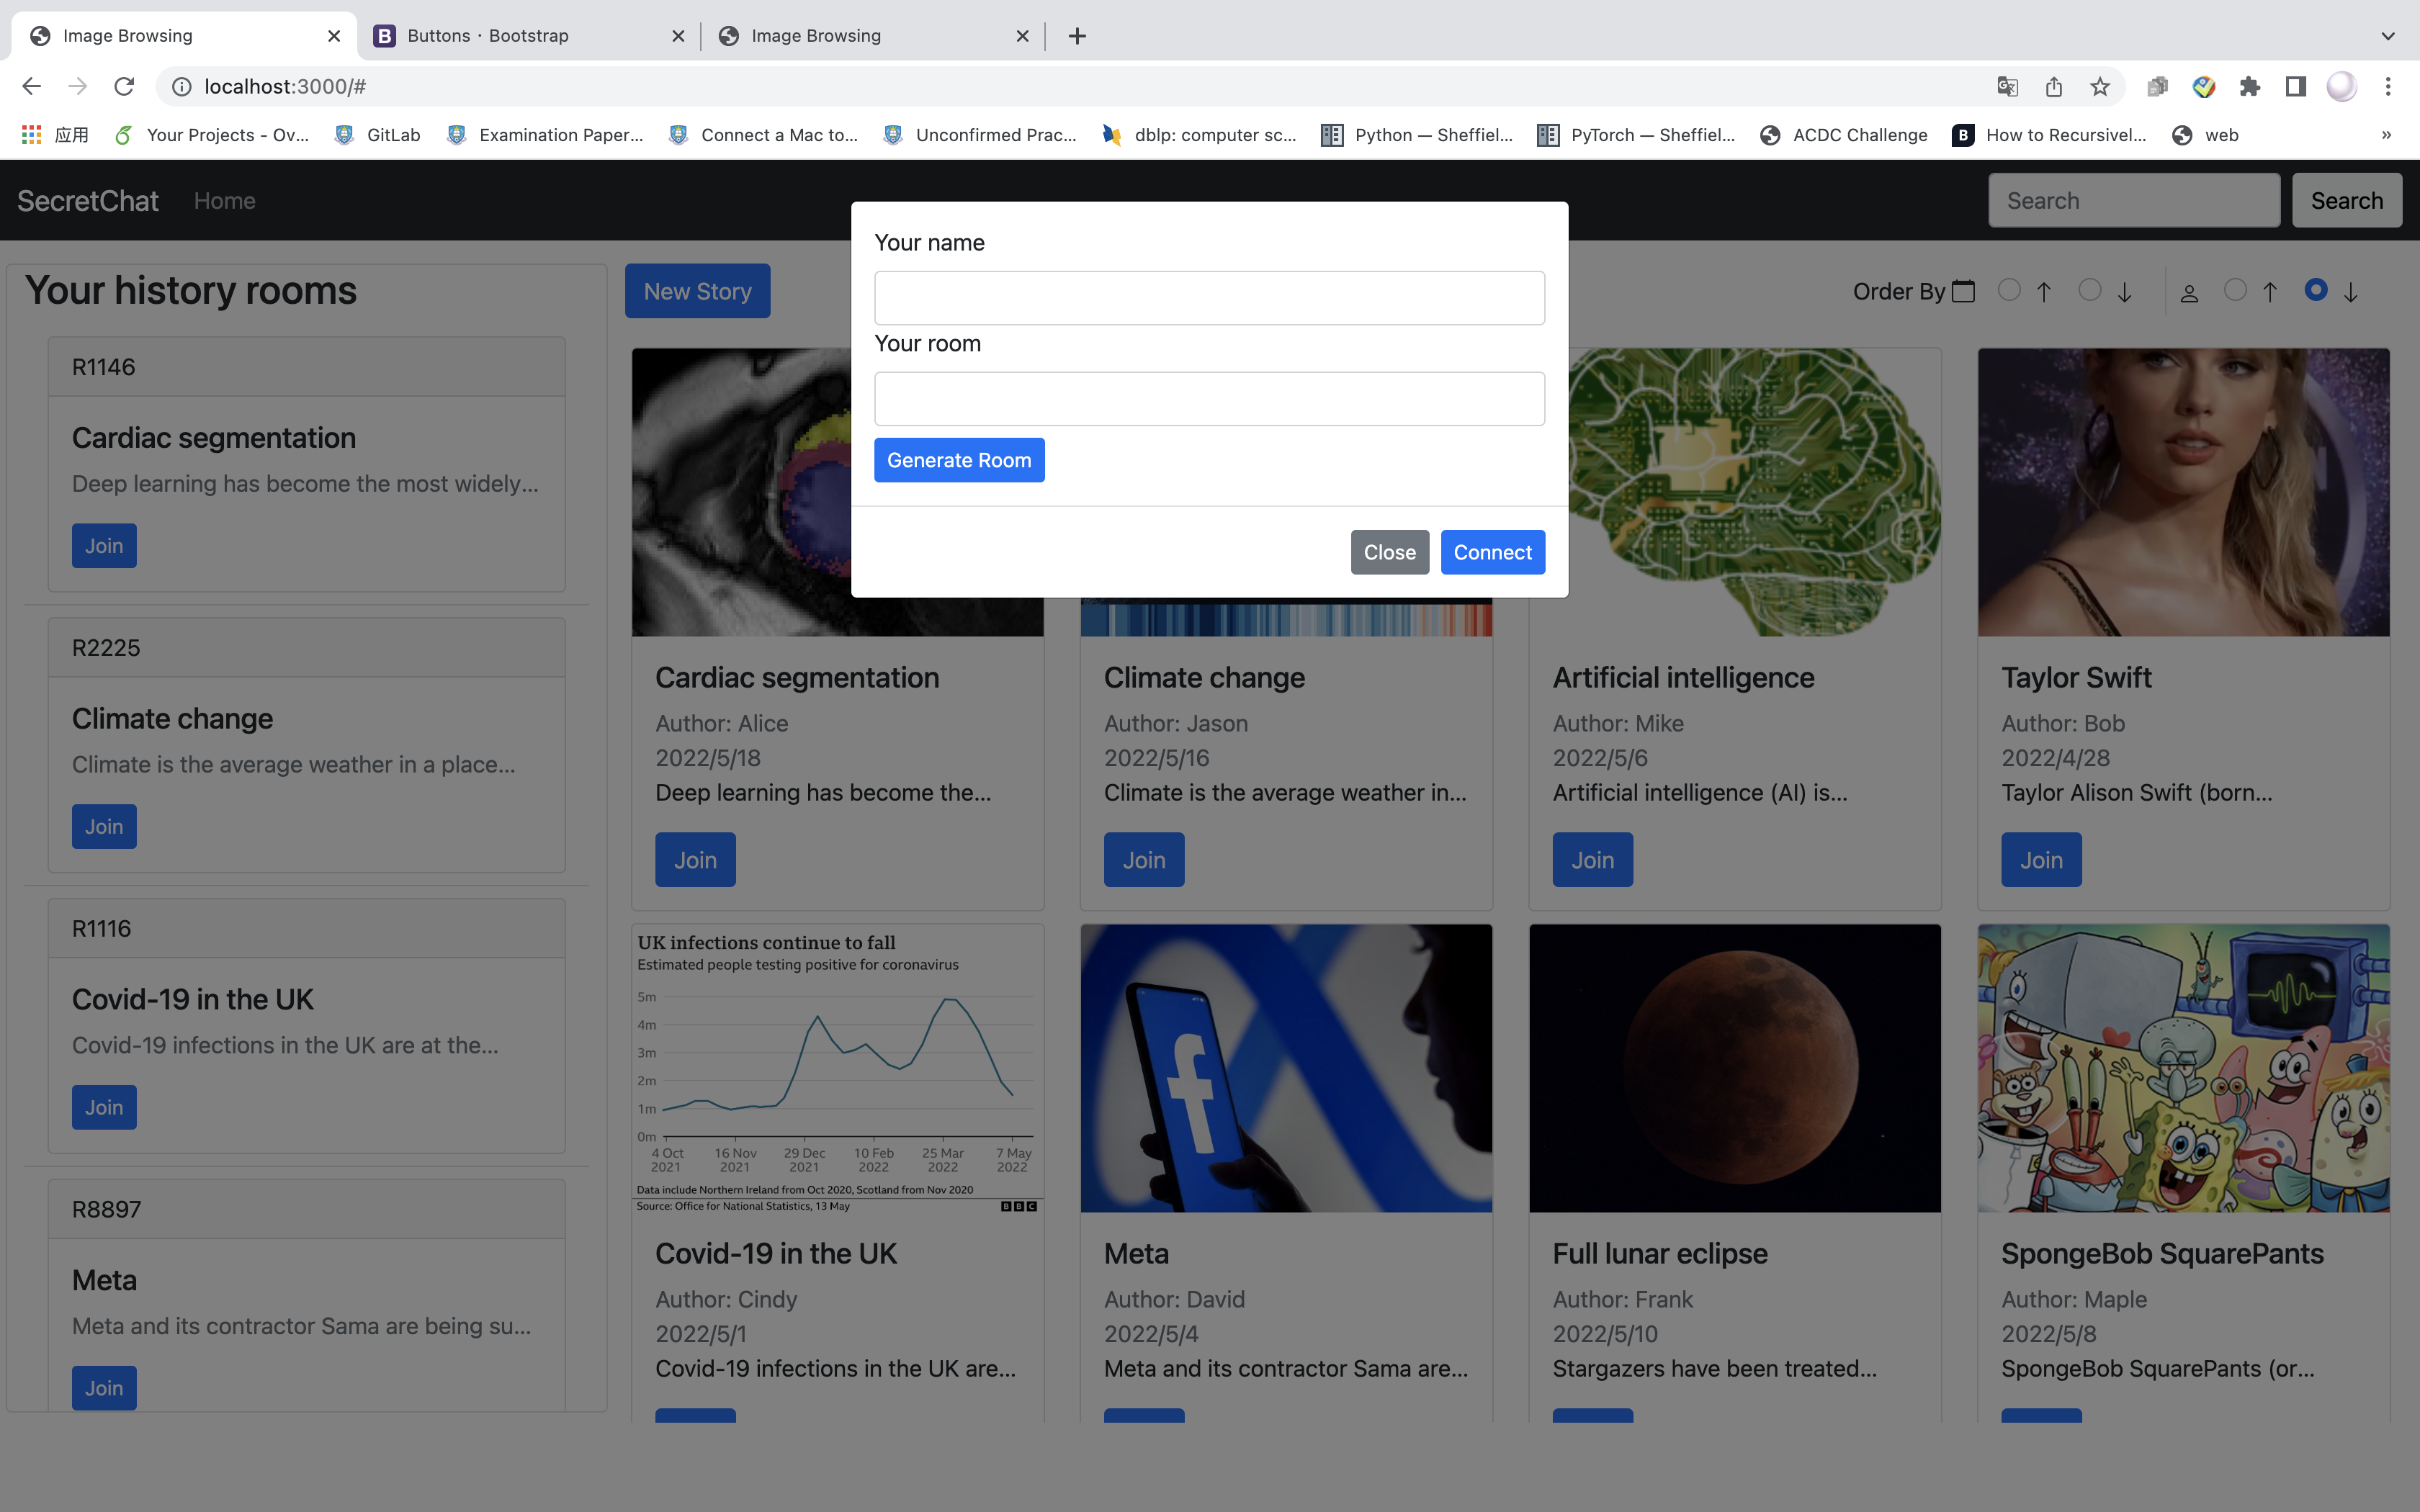 Image Browsing
Buttons · Bootstrap
Image Browsing
localhost:3000/#
应用
Your Projects - Ov...
GitLab
Examination Paper...
Connect a Mac to...
Unconfirmed Prac...
dblp: computer sc...
Python — Sheffiel...
PyTorch — Sheffiel...
ACDC Challenge
How to Recursivel...
web
»
SecretChat
Home
Search
Search
Your name
Your room
Generate Room
Close
Connect
Your history rooms
R1146
Cardiac segmentation
Deep learning has become the most widely...
Join
R2225
Climate change
Climate is the average weather in a place...
Join
R1116
Covid-19 in the UK
Covid-19 infections in the UK are at the...
Join
R8897
Meta
Meta and its contractor Sama are being su...
Join
New Story
Order By
Cardiac segmentation
Author: Alice
2022/5/18
Deep learning has become the...
Join
Climate change
Author: Jason
2022/5/16
Climate is the average weather in...
Join
Artificial intelligence
Author: Mike
2022/5/6
Artificial intelligence (AI) is...
Join
Taylor Swift
Author: Bob
2022/4/28
Taylor Alison Swift (born...
Join
UK infections continue to fall
Estimated people testing positive for coronavirus
5m
4m
3m
2m
1m
0m
4 Oct 2021
16 Nov 2021
29 Dec 2021
10 Feb 2022
25 Mar 2022
7 May 2022
Data include Northern Ireland from Oct 2020, Scotland from Nov 2020
Source: Office for National Statistics, 13 May
BBC
Covid-19 in the UK
Author: Cindy
2022/5/1
Covid-19 infections in the UK are...
Meta
Author: David
2022/5/4
Meta and its contractor Sama are...
Full lunar eclipse
Author: Frank
2022/5/10
Stargazers have been treated...
SpongeBob SquarePants
Author: Maple
2022/5/8
SpongeBob SquarePants (or...